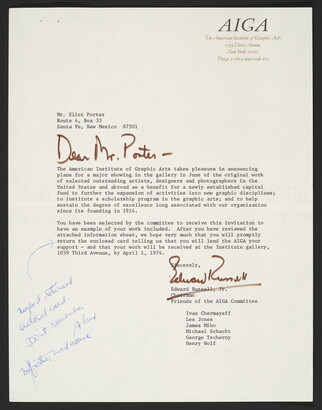 AIGA
The American Institute of Graphic Arts
1059 Third Avenue
New York 10021
Mr. Eliot Porter
Route 4, Box 33
Santa Fe, New Mexico 87501
Dear Mr. Porter-
The American Institute of Graphic Arts takes pleasure in announcing
plans for a major showing in the gallery in June of the original work
of selected outstanding artists, designers and photographers in the
United States and abroad as a benefit for a newly established capital
fund to further the expansion of activities into new graphic disciplines;
to institute a scholarship program in the graphic arts; and to help
sustain the degree of excellence long associated with our organization
since its founding in 1914.
You have been selected by the committee to receive this invitation to
have an example of your work included. After you have reviewed the
attached information sheet, we hope very much that you will promptly
return the enclosed card telling us that you will lend the AIGA your
support - and that your work will be received at the Institute gallery,
1059 Third Avenue, by April 1, 1974.
Sincerely,
Edward Russell
Edward Russell, Jr.
Chairman
Friends of the AIGA Committee
Ivan Chermayeff
Leo Jones
James Miho
Michael Schacht
George Tscherny
Henry Wolf
returned
card.